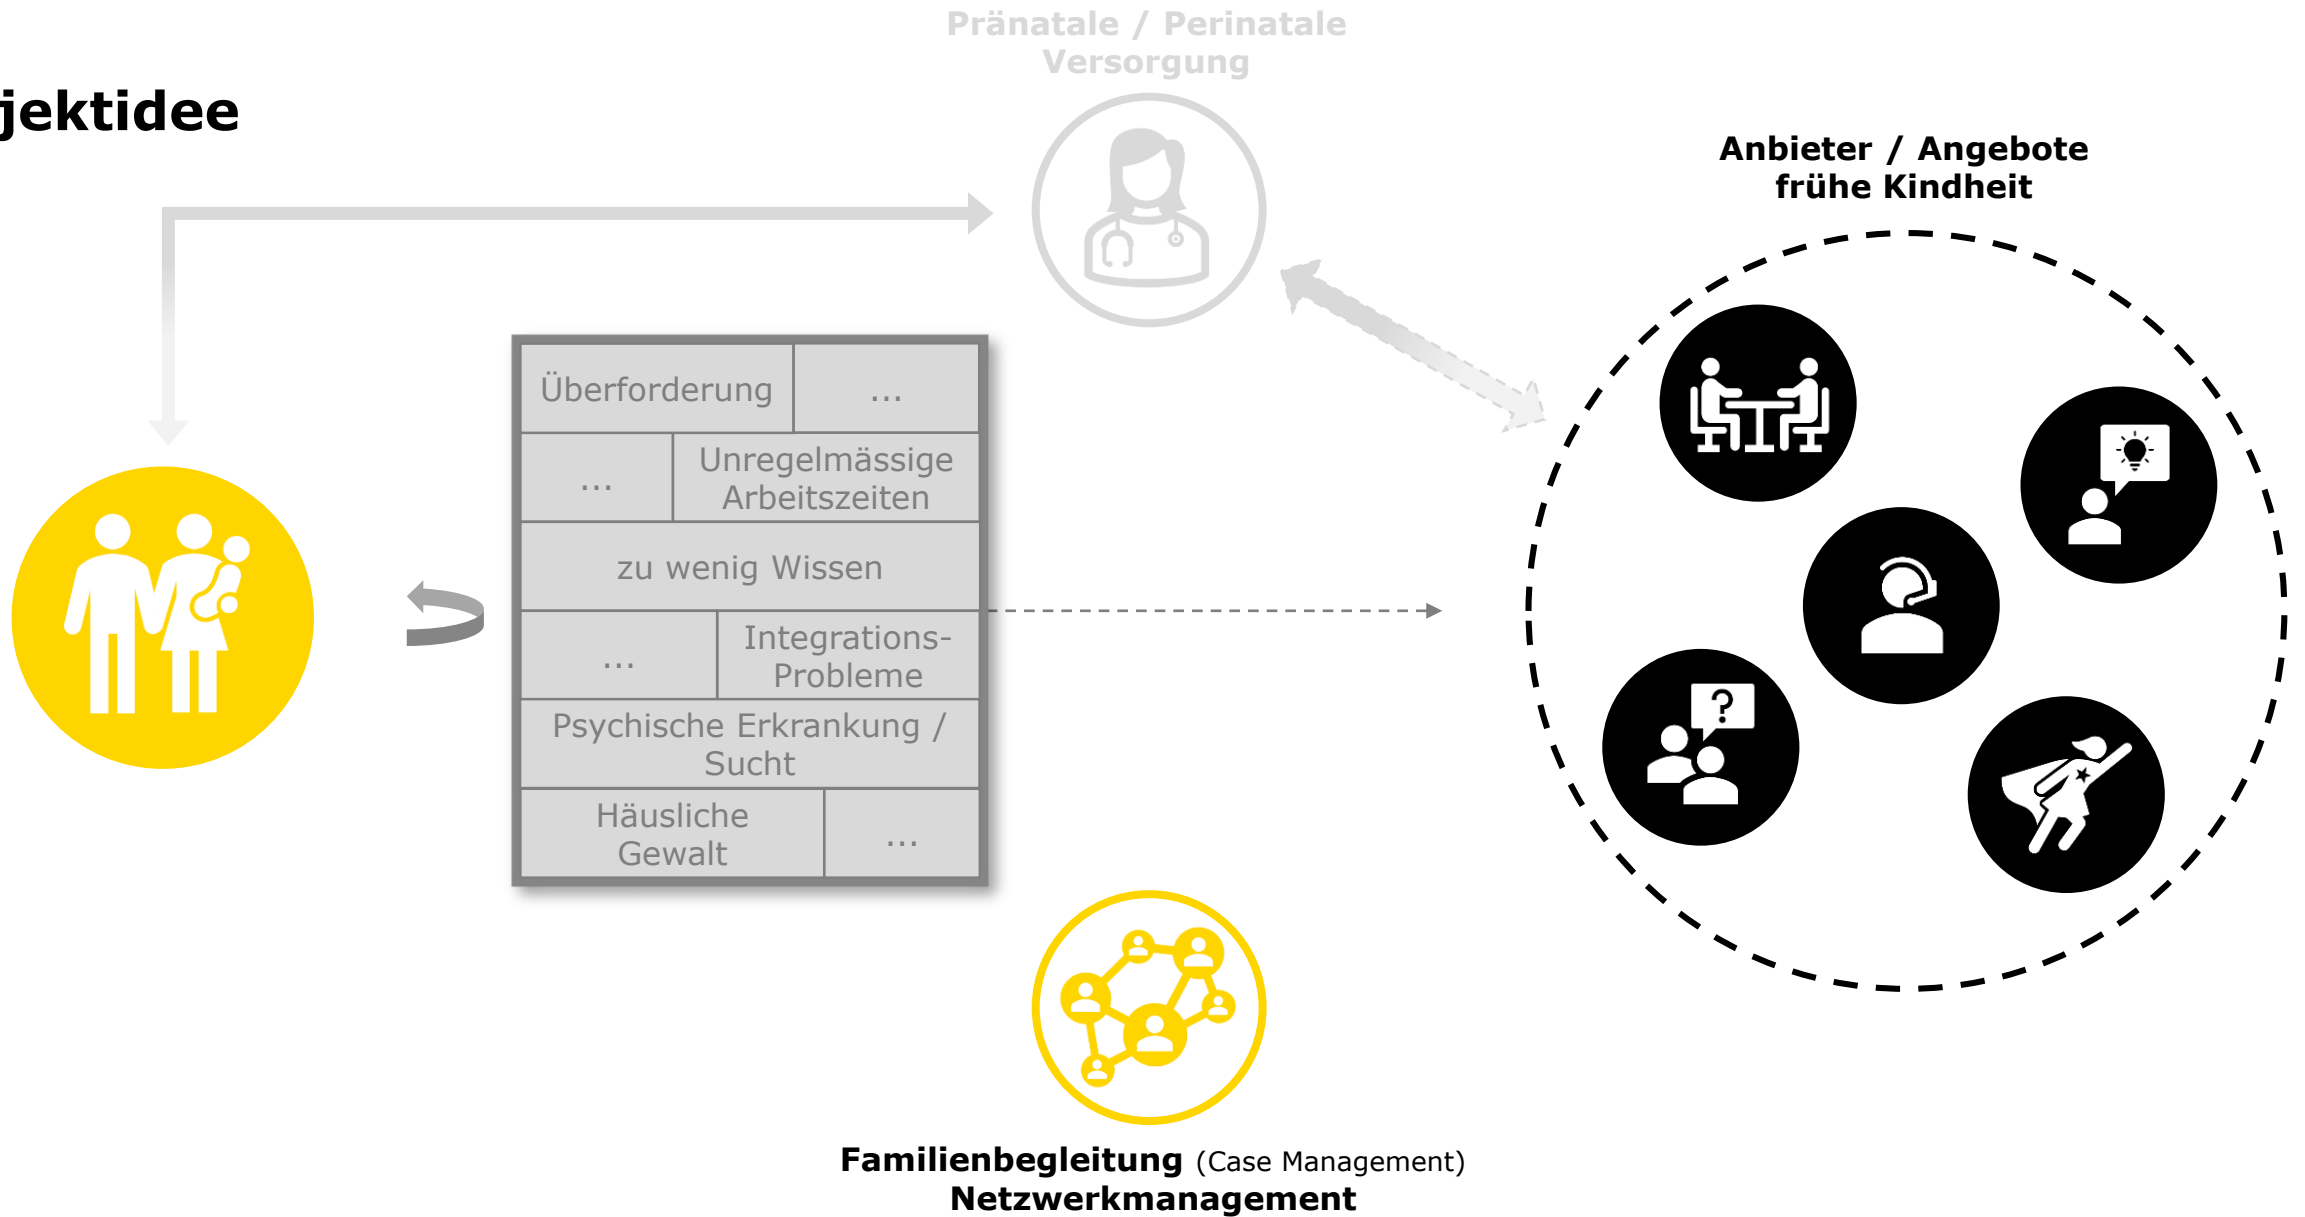 Pränatale / Perinatale
Versorgung
jektidee
Anbieter / Angebote
frühe Kindheit
Überforderung
...
...
Unregelmässige
Arbeitszeiten
zu wenig Wissen
...
Integrations-
Probleme
Psychische Erkrankung /
Sucht
Häusliche
Gewalt
...
?
Familienbegleitung (Case Management)
Netzwerkmanagement